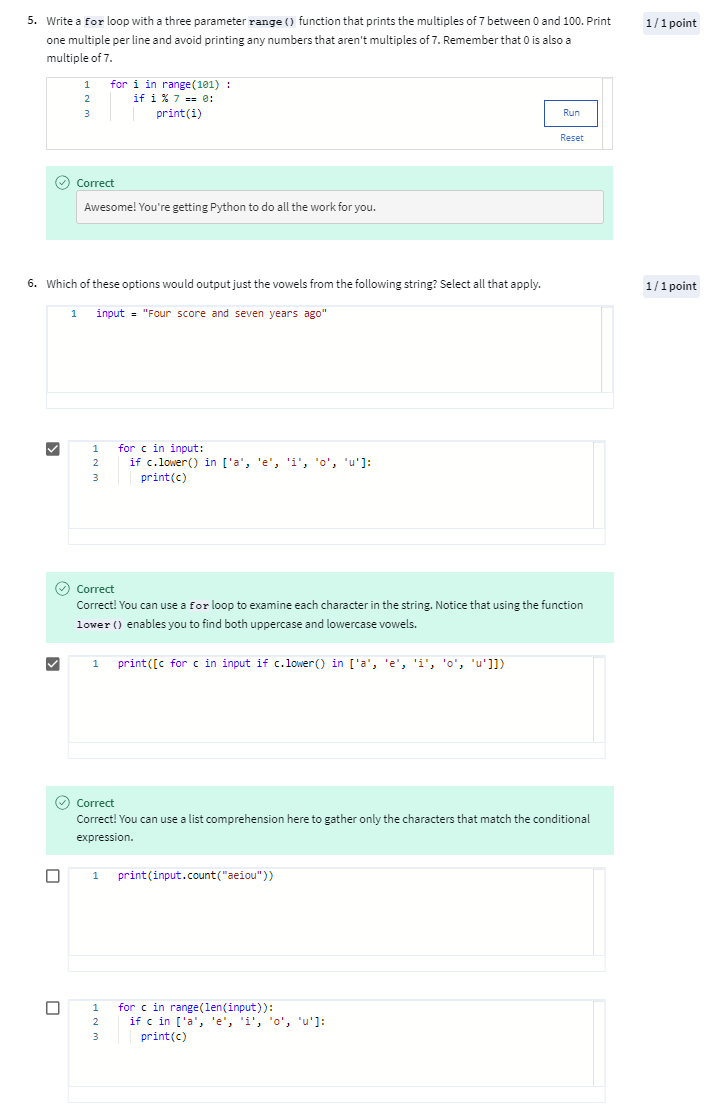 5. Write a for loop with a three parameter range() function that prints the multiples of 7 between 0 and 100. Print
1 / 1 point
one multiple per line and avoid printing any numbers that aren't multiples of 7. Remember that 0 is also a
multiple of 7.
1 for i in range(101) :
2 if i % 7 == 0:
3 print(i)
Run
Reset
Correct
Awesome! You're getting Python to do all the work for you.
6. Which of these options would output just the vowels from the following string? Select all that apply.
1 / 1 point
1 input = "Four score and seven years ago"
1 for c in input:
2 if c.lower() in ['a', 'e', 'i', 'o', 'u']:
3 print(c)
Correct
Correct! You can use a for loop to examine each character in the string. Notice that using the function
lower() enables you to find both uppercase and lowercase vowels.
1 print([c for c in input if c.lower() in ['a', 'e', 'i', 'o', 'u']])
Correct
Correct! You can use a list comprehension here to gather only the characters that match the conditional
expression.
1 print(input.count("aeiou"))
1 for c in range(len(input)):
2 if c in ['a', 'e', 'i', 'o', 'u']:
3 print(c)